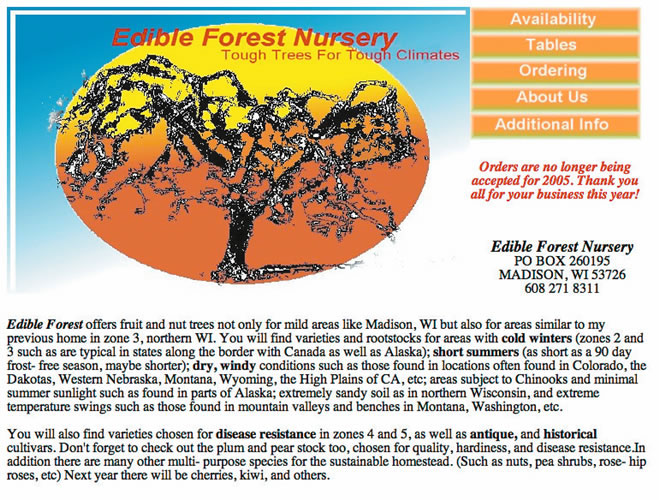 Edible Forest Nursery
Tough Trees For Tough Climates
Availability
Tables
Ordering
About Us
Additional Info
Orders are no longer being
accepted for 2005. Thank you
all for your business this year!
Edible Forest Nursery
PO BOX 260195
MADISON, WI 53726
608 271 8311
Edible Forest offers fruit and nut trees not only for mild areas like Madison, WI but also for areas similar to my
previous home in zone 3, northern WI. You will find varieties and rootstocks for areas with cold winters (zones 2 and
3 such as are typical in states along the border with Canada as well as Alaska); short summers (as short as a 90 day
frost- free season, maybe shorter); dry, windy conditions such as those found in locations often found in Colorado, the
Dakotas, Western Nebraska, Montana, Wyoming, the High Plains of CA, etc; areas subject to Chinooks and minimal
summer sunlight such as found in parts of Alaska; extremely sandy soil as in northern Wisconsin, and extreme
temperature swings such as those found in mountain valleys and benches in Montana, Washington, etc.
You will also find varieties chosen for disease resistance in zones 4 and 5, as well as antique, and historical
cultivars. Don't forget to check out the plum and pear stock too, chosen for quality, hardiness, and disease resistance.In
addition there are many other multi- purpose species for the sustainable homestead. (Such as nuts, pea shrubs, rose- hip
roses, etc) Next year there will be cherries, kiwi, and others.